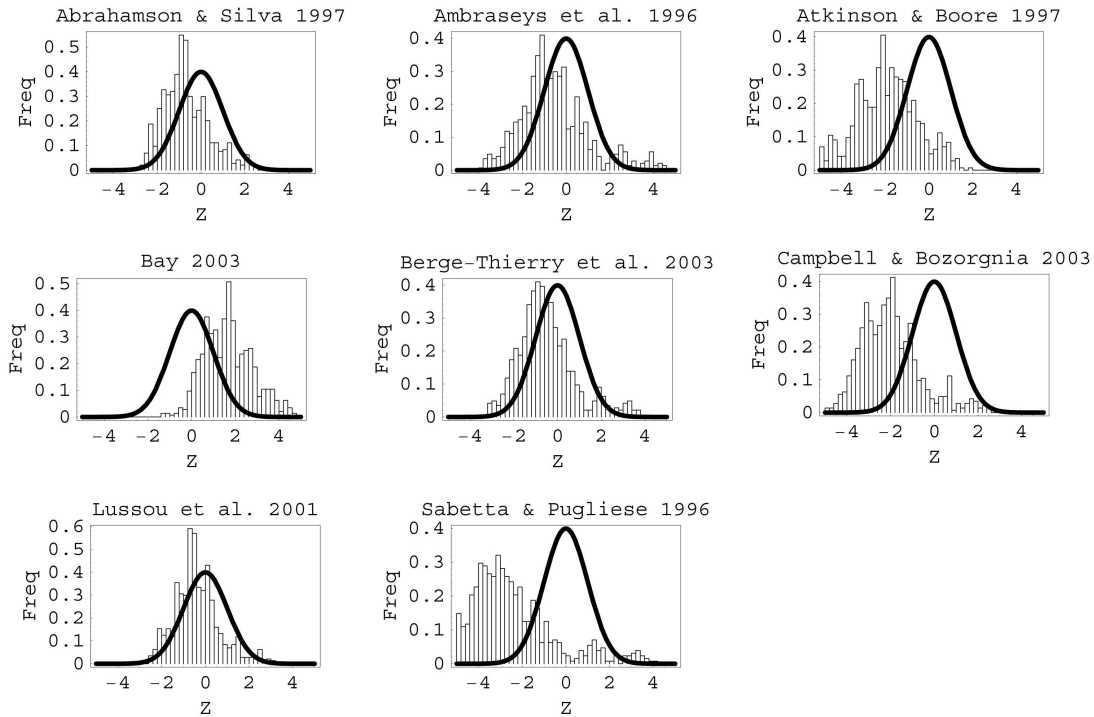 Abrahamson & Silva 1997
0.5
0.4
0.3
0.2
0.1
0
Freq
-4 -2 0 2 4
Z
Ambraseys et al. 1996
0.4
0.3
0.2
0.1
0
Freq
-4 -2 0 2 4
Z
Atkinson & Boore 1997
0.4
0.3
0.2
0.1
0
Freq
-4 -2 0 2 4
Z
Bay 2003
0.5
0.4
0.3
0.2
0.1
0
Freq
-4 -2 0 2 4
Z
Berge-Thierry et al. 2003
0.4
0.3
0.2
0.1
0
Freq
-4 -2 0 2 4
Z
Campbell & Bozorgnia 2003
0.4
0.3
0.2
0.1
0
Freq
-4 -2 0 2 4
Z
Lussou et al. 2001
0.6
0.5
0.4
0.3
0.2
0.1
0
Freq
-4 -2 0 2 4
Z
Sabetta & Pugliese 1996
0.4
0.3
0.2
0.1
0
Freq
-4 -2 0 2 4
Z